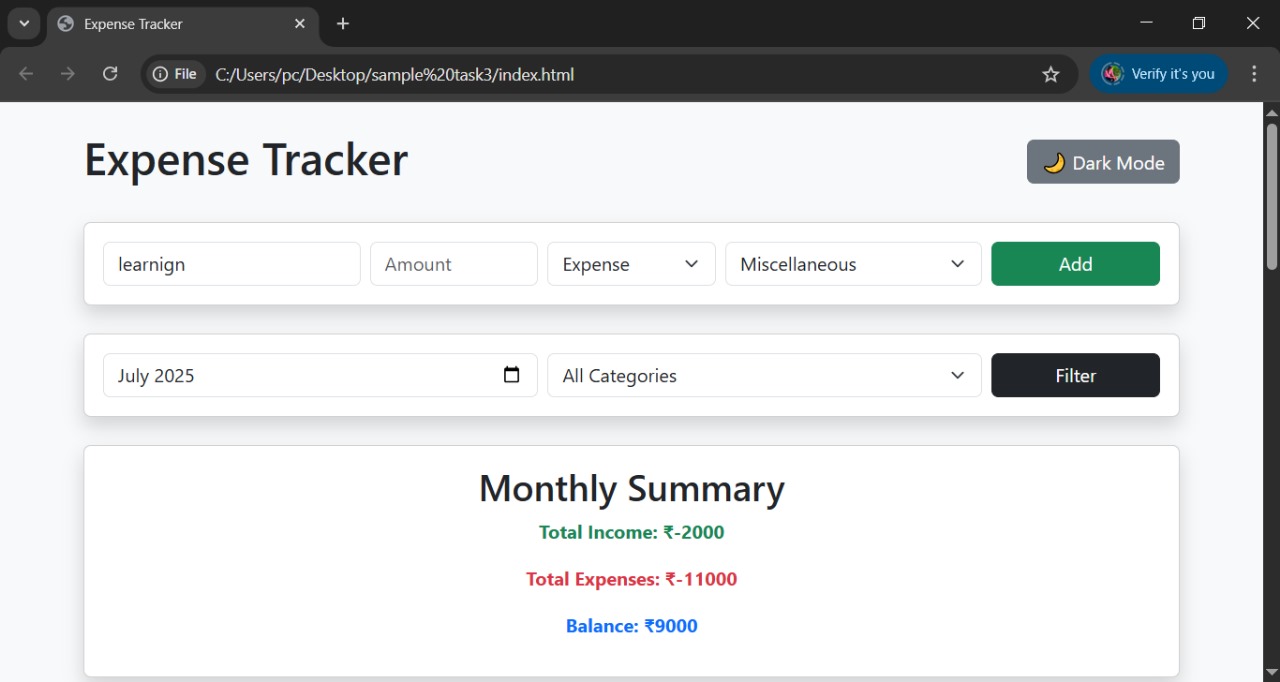 Expense Tracker
File C:/Users/pc/Desktop/sample%20task3/index.html Verify it's you
Expense Tracker
🌙 Dark Mode
learnign Amount Expense Miscellaneous Add
July 2025 All Categories Filter
Monthly Summary
Total Income: ₹-2000
Total Expenses: ₹-11000
Balance: ₹9000